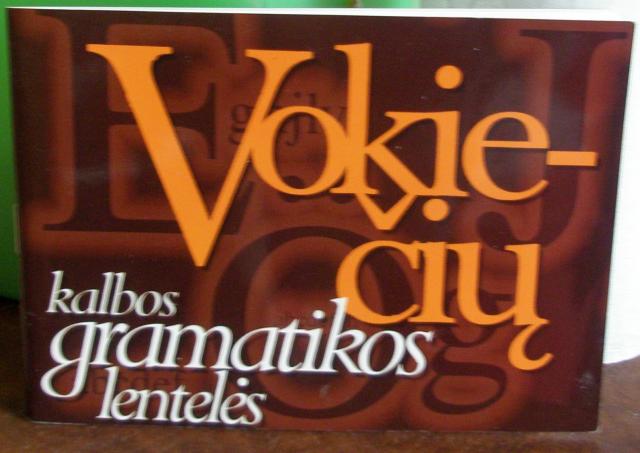 Vokie-
čių
kalbos
gramatikos
lentelės